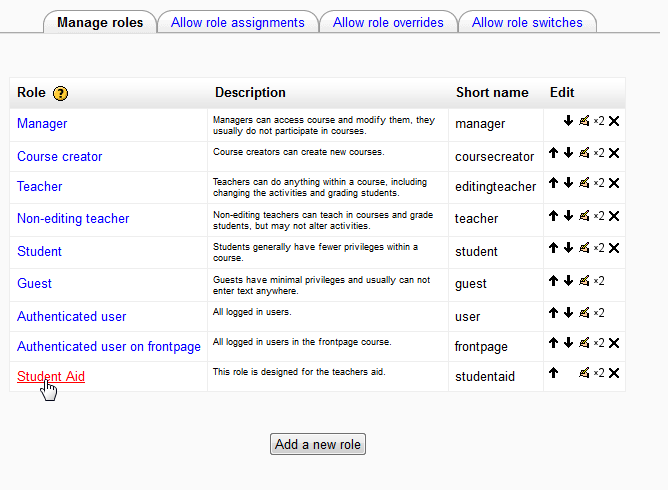 Manage roles Allow role assignments Allow role overrides Allow role switches
Role ? Description Short name Edit
Manager Managers can access course and modify them, they manager ×2
usually do not participate in courses.
Course creator Course creators can create new courses. coursecreator ×2
Teacher Teachers can do anything within a course, including editingteacher ×2
changing the activities and grading students.
Non-editing teacher Non-editing teachers can teach in courses and grade teacher ×2
students, but may not alter activities.
Student Students generally have fewer privileges within a student ×2
course.
Guest Guests have minimal privileges and usually can not guest ×2
enter text anywhere.
Authenticated user All logged in users. user ×2
Authenticated user on frontpage All logged in users in the frontpage course. frontpage ×2
Student Aid This role is designed for the teachers aid. studentaid ×2
Add a new role